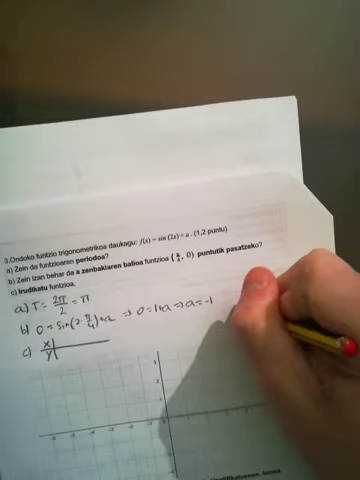 3.Ondoko funtzio trigonometrikoa daukagu: f(x) = sin (2x) + a . (1,2 puntu)
a) Zein da funtzioaren periodoa?
b) Zein izan behar da a zenbakiaren balioa funtzioa (π/4, 0) puntutik pasatzeko?
c) Irudikatu funtzioa.
a) T = 2π/2 = π
b) 0 = sin(2·π/4)+a ⇒ 0 = 1+a ⇒ a = -1
c) x
y